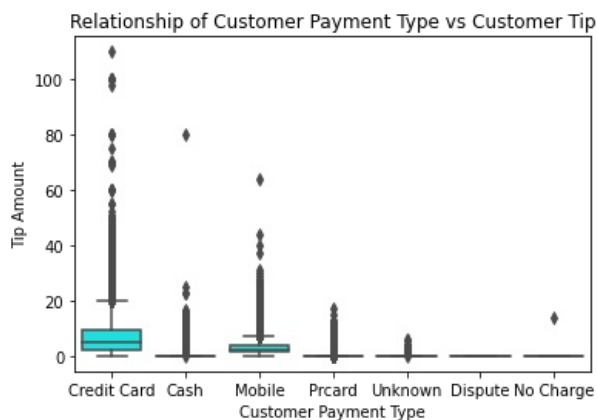 Relationship of Customer Payment Type vs Customer Tip
100
80
60
40
20
0
Tip Amount
Credit Card Cash Mobile Prcard Unknown Dispute No Charge
Customer Payment Type